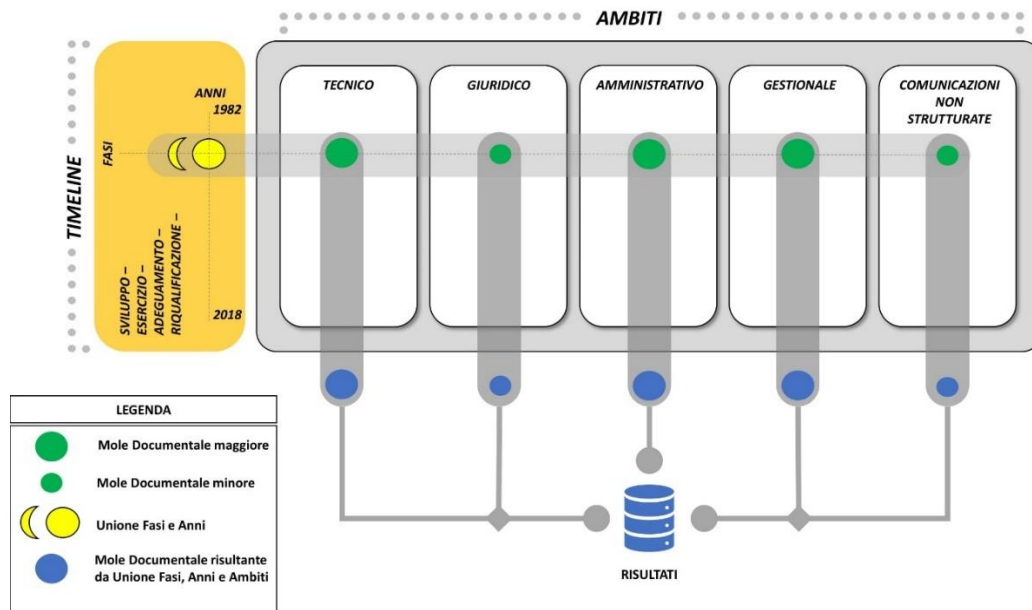 AMBITI
TIMELINE
ANNI
1982
FASI
SVILUPPO –
ESERCIZIO –
ADEGUAMENTO –
RIQUALIFICAZIONE –
2018
TECNICO
GIURIDICO
AMMINISTRATIVO
GESTIONALE
COMUNICAZIONI
NON
STRUTTURATE
LEGENDA
Mole Documentale maggiore
Mole Documentale minore
Unione Fasi e Anni
Mole Documentale risultante
da Unione Fasi, Anni e Ambiti
RISULTATI